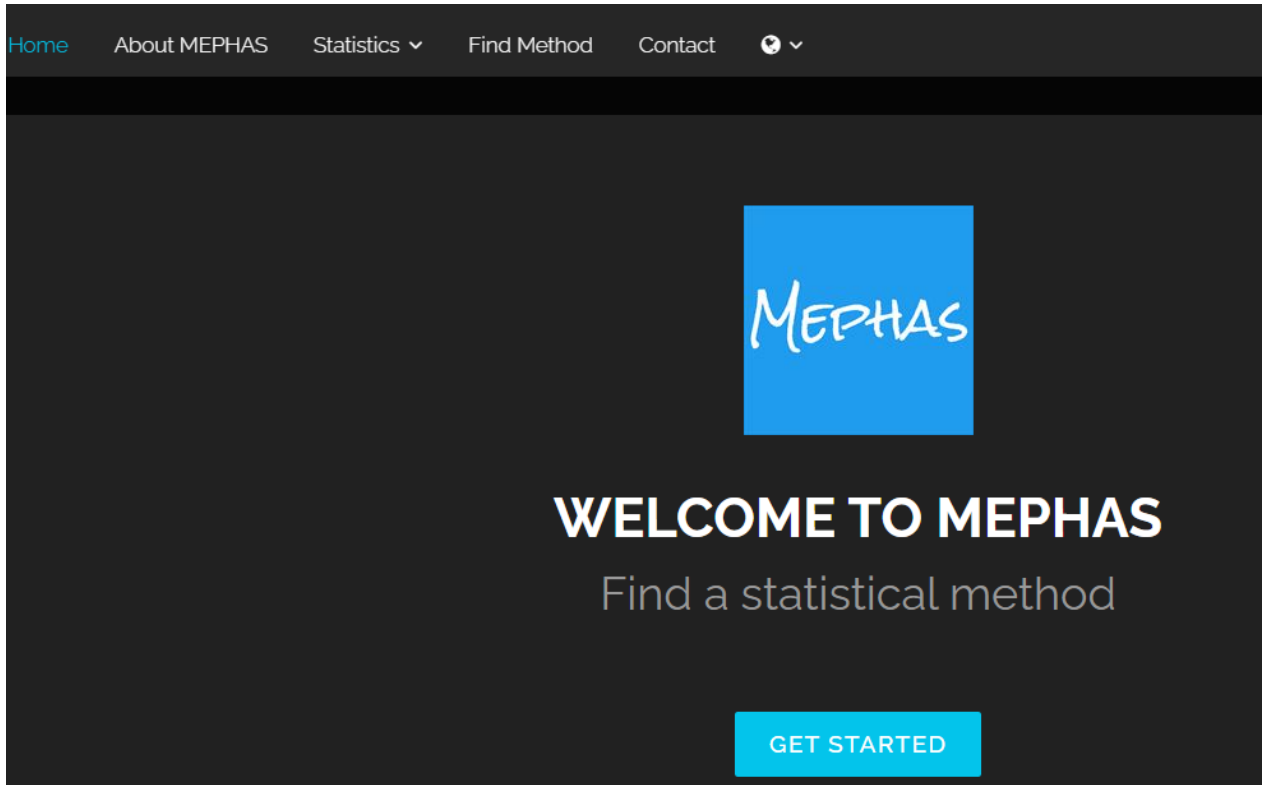 Home About MEPHAS Statistics Find Method Contact
MEPHAS
WELCOME TO MEPHAS
Find a statistical method
GET STARTED